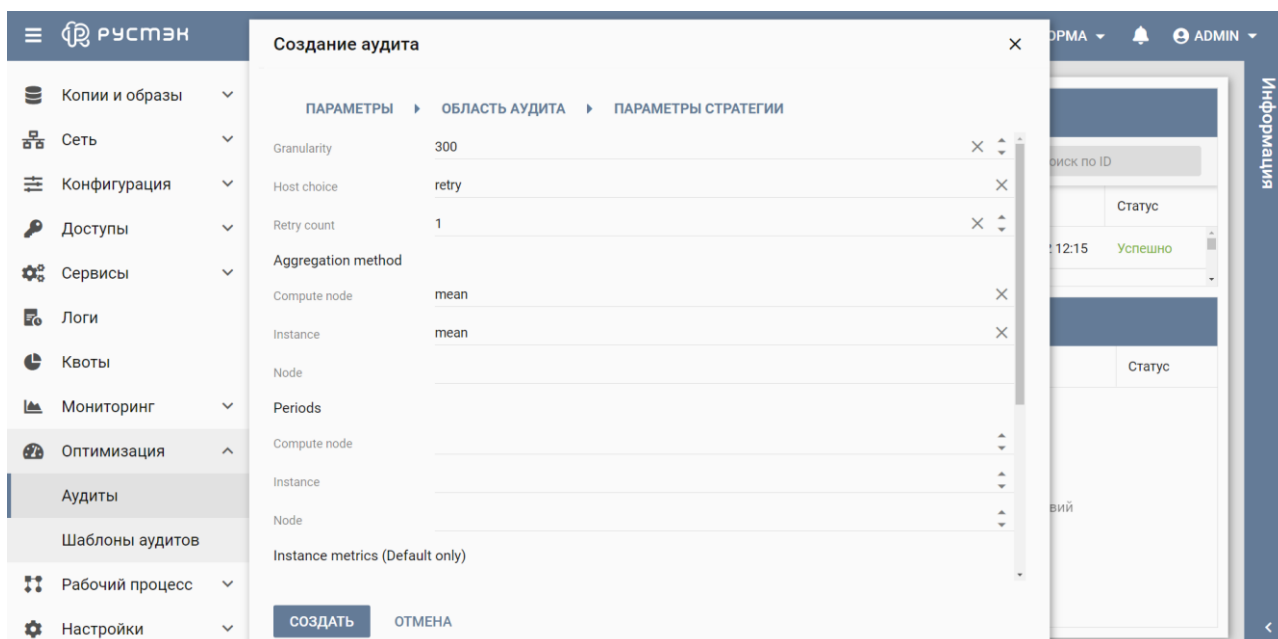 РУСТЭК
ADMIN
Копии и образы
Сеть
Конфигурация
Доступы
Сервисы
Логи
Квоты
Мониторинг
Оптимизация
Аудиты
Шаблоны аудитов
Рабочий процесс
Настройки
Создание аудита
ПАРАМЕТРЫ ОБЛАСТЬ АУДИТА ПАРАМЕТРЫ СТРАТЕГИИ
Granularity 300
Host choice retry
Retry count 1
Aggregation method
Compute node mean
Instance mean
Node
Periods
Compute node
Instance
Node
Instance metrics (Default only)
СОЗДАТЬ ОТМЕНА
по ID
Статус
12:15 Успешно
Статус
Информация